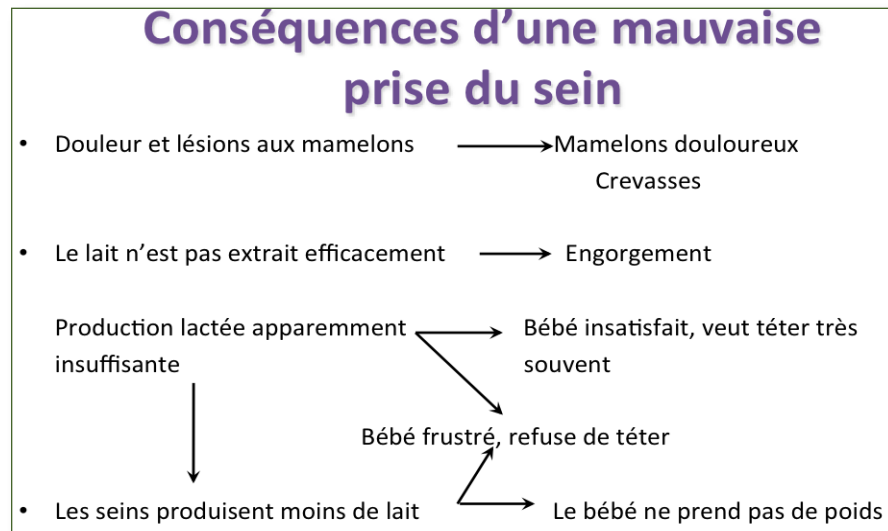 Conséquences d’une mauvaise
prise du sein
• Douleur et lésions aux mamelons
Mamelons douloureux
Crevasses
• Le lait n’est pas extrait efficacement
Engorgement
Production lactée apparemment
insuffisante
Bébé insatisfait, veut téter très
souvent
Bébé frustré, refuse de téter
• Les seins produisent moins de lait
Le bébé ne prend pas de poids